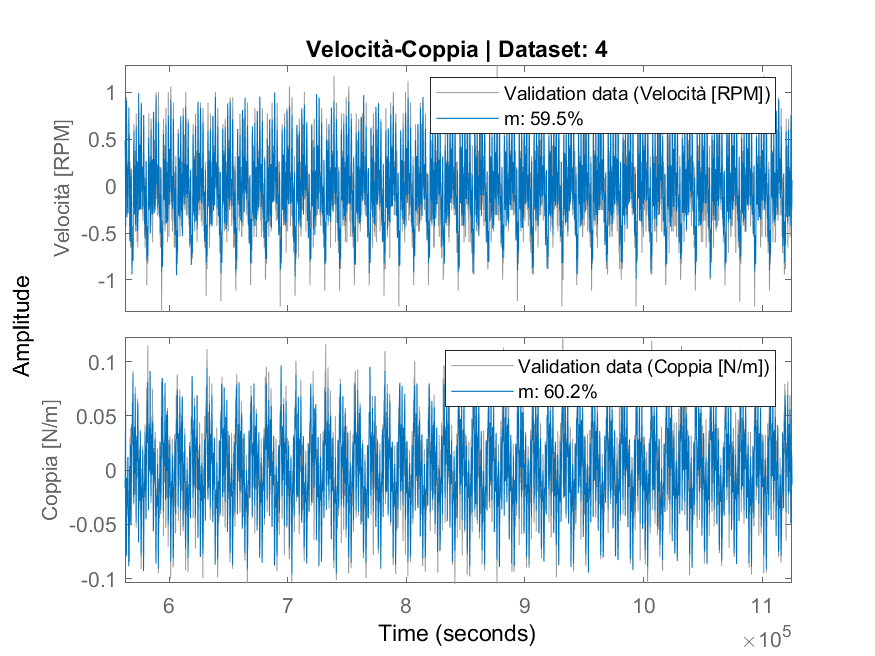 Velocità-Coppia | Dataset: 4
Amplitude
Velocità [RPM]
1
0.5
0
-0.5
-1
Validation data (Velocità [RPM])
m: 59.5%
Coppia [N/m]
0.1
0.05
0
-0.05
-0.1
Validation data (Coppia [N/m])
m: 60.2%
6 7 8 9 10 11
Time (seconds)
×10⁵